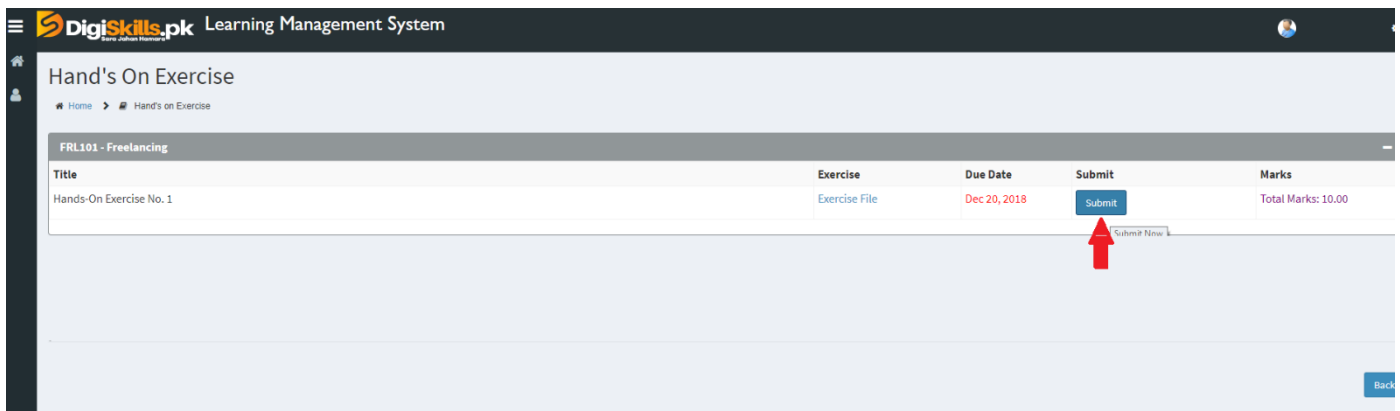 DigiSkills.pk Learning Management System
Sara Jahan Hamara
Hand's On Exercise
Home > Hand's on Exercise
FRL101 - Freelancing
Title Exercise Due Date Submit Marks
Hands-On Exercise No. 1 Exercise File Dec 20, 2018 Submit Total Marks: 10.00
Submit Now
Back